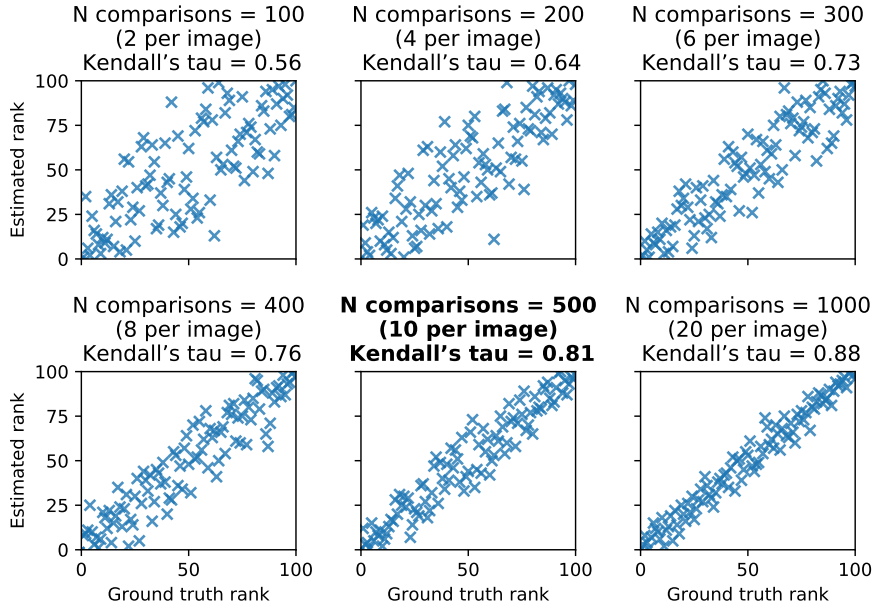 N comparisons = 100
(2 per image)
Kendall’s tau = 0.56
N comparisons = 200
(4 per image)
Kendall’s tau = 0.64
N comparisons = 300
(6 per image)
Kendall’s tau = 0.73
100
75
50
25
0
Estimated rank
N comparisons = 400
(8 per image)
Kendall’s tau = 0.76
N comparisons = 500
(10 per image)
Kendall’s tau = 0.81
N comparisons = 1000
(20 per image)
Kendall’s tau = 0.88
100
75
50
25
0
Estimated rank
0 50 100
Ground truth rank
0 50 100
Ground truth rank
0 50 100
Ground truth rank